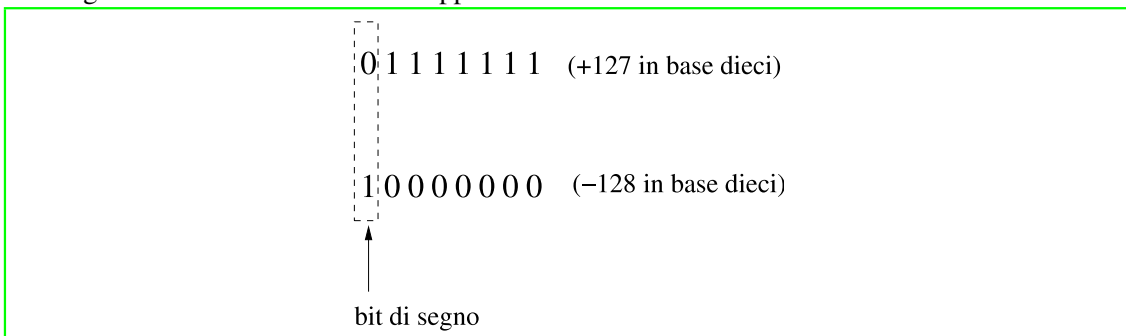 0 1 1 1 1 1 1 1 (+127 in base dieci)
1 0 0 0 0 0 0 0 (−128 in base dieci)
bit di segno